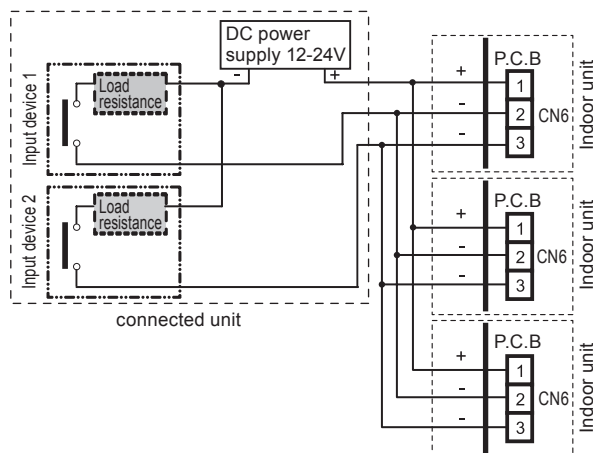 DC power
supply 12-24V
- +
Input device 1
Load
resistance
Input device 2
Load
resistance
connected unit
P.C.B
+ 1
- 2 CN6
- 3
Indoor unit
P.C.B
+ 1
- 2 CN6
- 3
Indoor unit
P.C.B
+ 1
- 2 CN6
- 3
Indoor unit